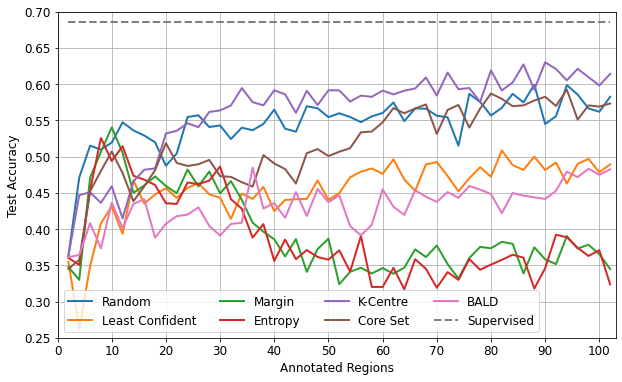 0.70
0.65
0.60
0.55
0.50
0.45
0.40
0.35
0.30
0.25
Test Accuracy
Random Margin K-Centre BALD
Least Confident Entropy Core Set Supervised
0 10 20 30 40 50 60 70 80 90 100
Annotated Regions